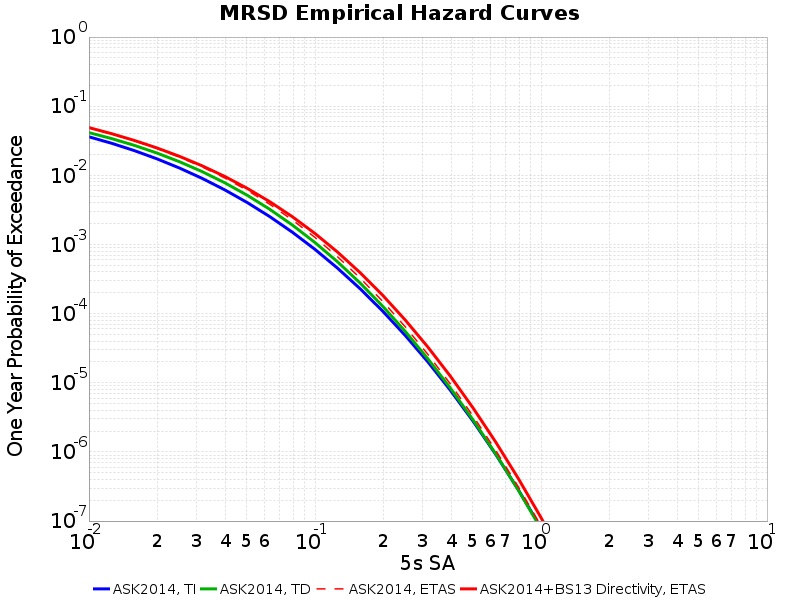 MRSD Empirical Hazard Curves
One Year Probability of Exceedance
10^0
10^-1
10^-2
10^-3
10^-4
10^-5
10^-6
10^-7
10^-2 2 3 4 5 6 10^-1 2 3 4 5 6 7 10^0 2 3 4 5 6 7 10^1
5s SA
ASK2014, TI ASK2014, TD ASK2014, ETAS ASK2014+BS13 Directivity, ETAS